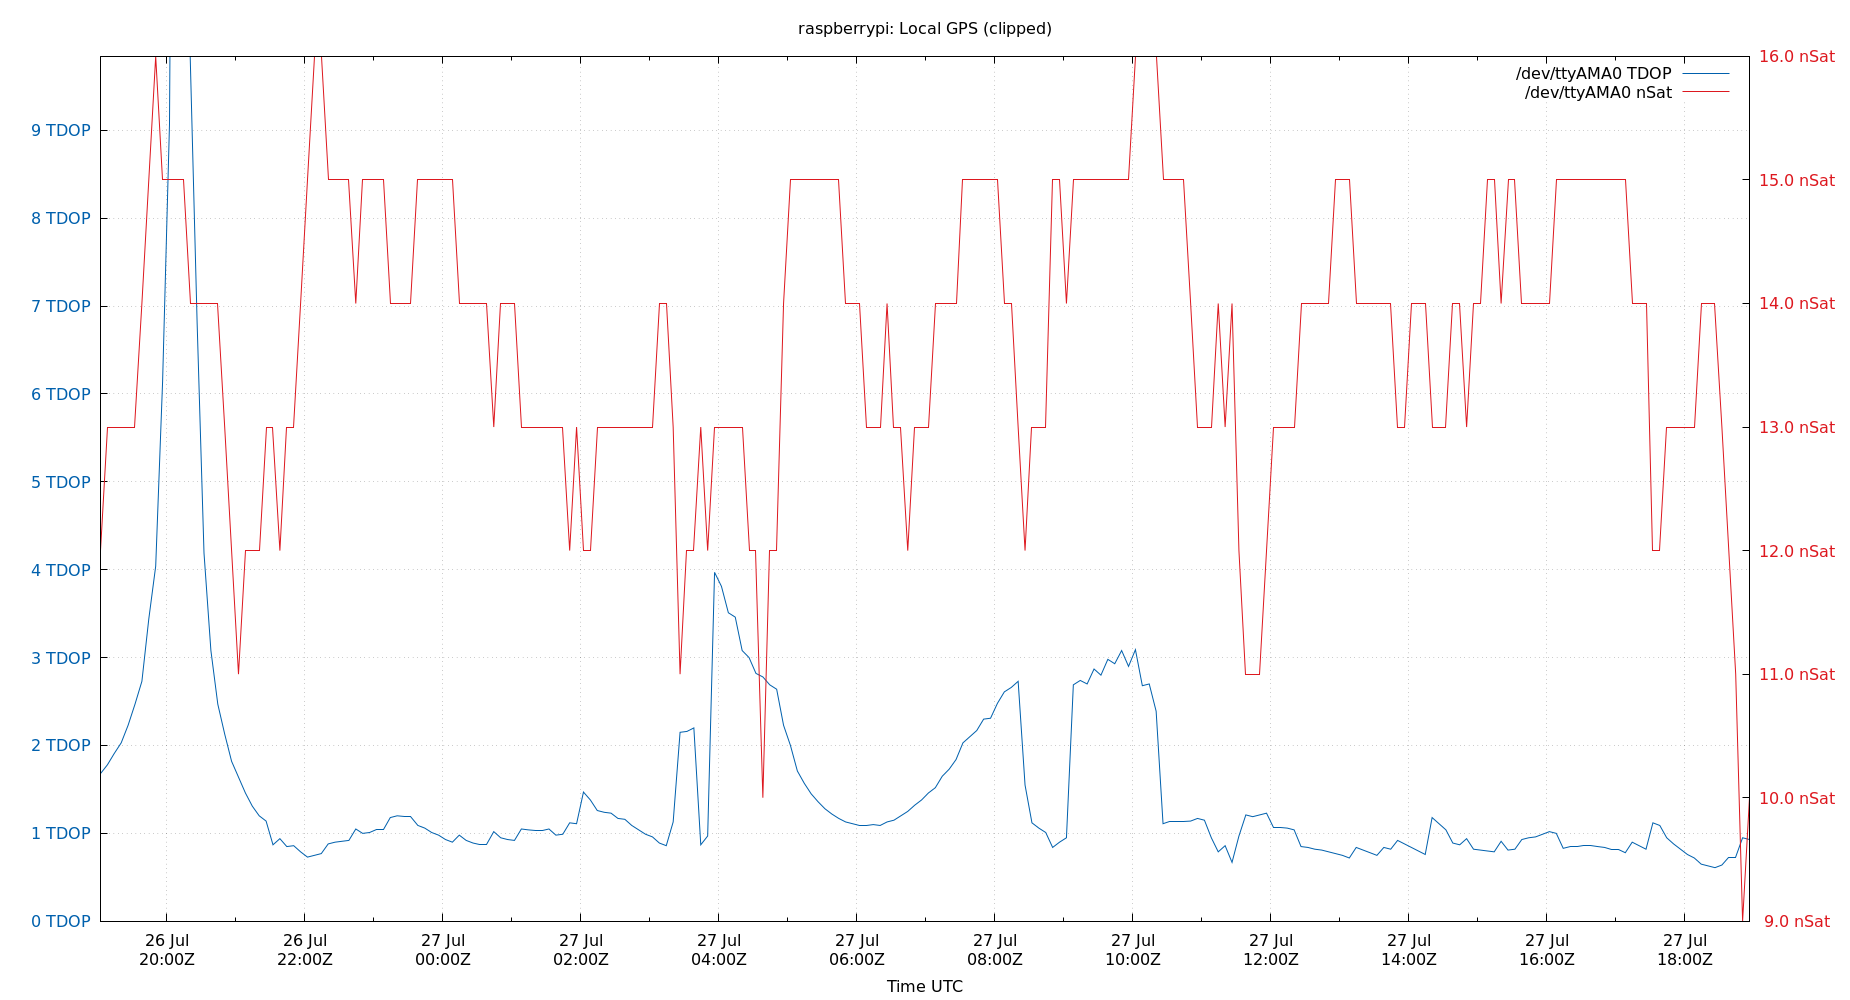 raspberrypi: Local GPS (clipped)
/dev/ttyAMA0 TDOP
/dev/ttyAMA0 nSat
9 TDOP
8 TDOP
7 TDOP
6 TDOP
5 TDOP
4 TDOP
3 TDOP
2 TDOP
1 TDOP
0 TDOP
16.0 nSat
15.0 nSat
14.0 nSat
13.0 nSat
12.0 nSat
11.0 nSat
10.0 nSat
9.0 nSat
26 Jul
20:00Z
26 Jul
22:00Z
27 Jul
00:00Z
27 Jul
02:00Z
27 Jul
04:00Z
27 Jul
06:00Z
27 Jul
08:00Z
27 Jul
10:00Z
27 Jul
12:00Z
27 Jul
14:00Z
27 Jul
16:00Z
27 Jul
18:00Z
Time UTC